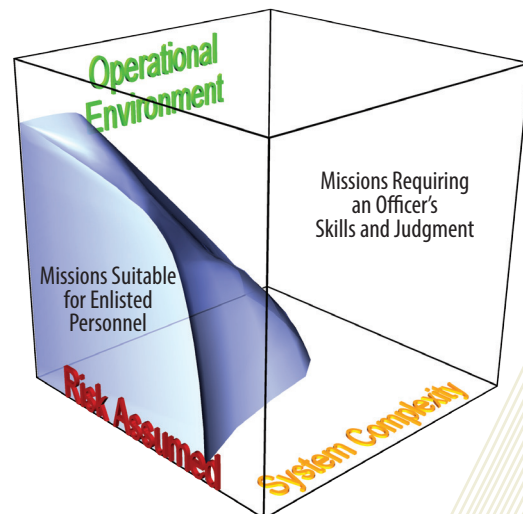 Operational
Environment
Missions Requiring
an Officer's
Skills and Judgment
Missions Suitable
for Enlisted
Personnel
Risk Assumed
System Complexity